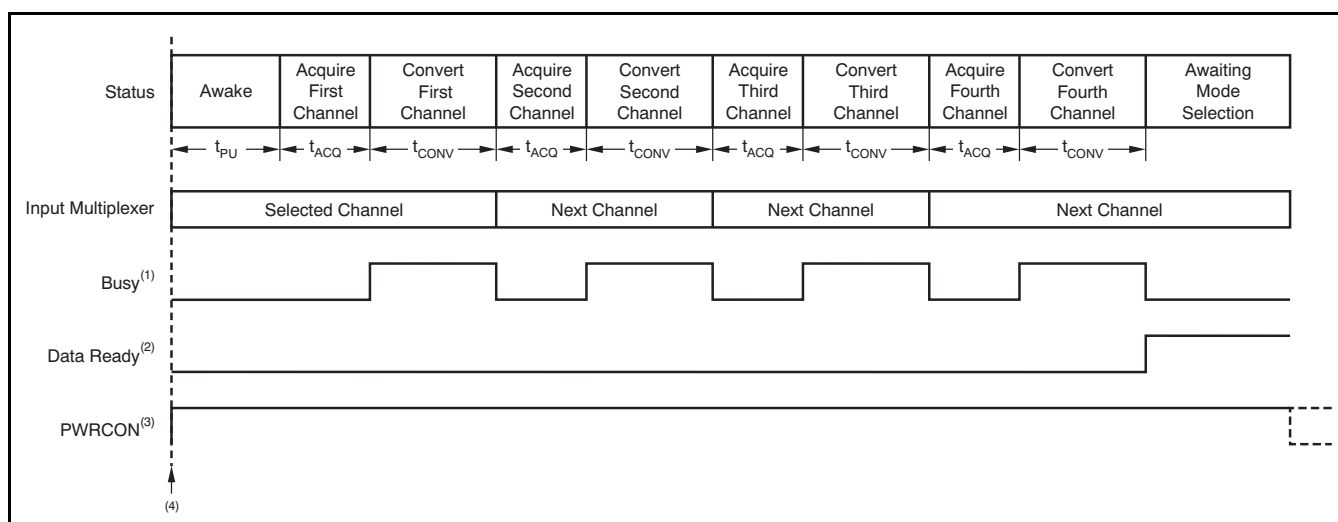 Status
Awake
Acquire
First
Channel
Convert
First
Channel
Acquire
Second
Channel
Convert
Second
Channel
Acquire
Third
Channel
Convert
Third
Channel
Acquire
Fourth
Channel
Convert
Fourth
Channel
Awaiting
Mode
Selection
tPU
tACQ
tCONV
tACQ
tCONV
tACQ
tCONV
tACQ
tCONV
Input Multiplexer
Selected Channel
Next Channel
Next Channel
Next Channel
Busy(1)
Data Ready(2)
PWRCON(3)
(4)